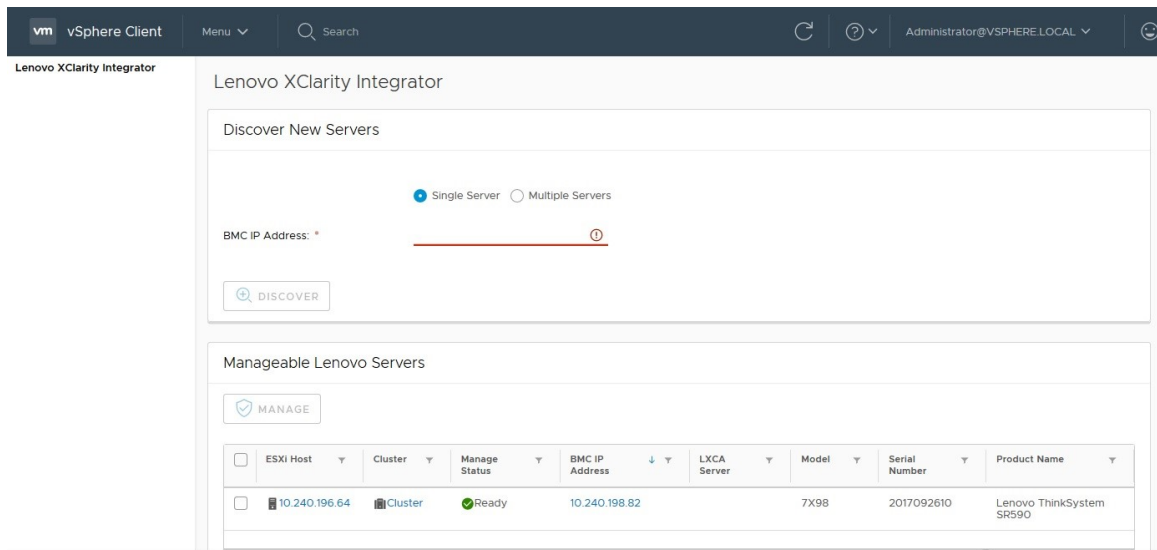 vm vSphere Client Menu Search Administrator@VSPHERE.LOCAL
Lenovo XClarity Integrator
Lenovo XClarity Integrator
Discover New Servers
Single Server Multiple Servers
BMC IP Address: *
DISCOVER
Manageable Lenovo Servers
MANAGE
ESXi Host Cluster Manage Status BMC IP Address LXCA Server Model Serial Number Product Name
10.240.196.64 Cluster Ready 10.240.198.82 7X98 2017092610 Lenovo ThinkSystem SR590